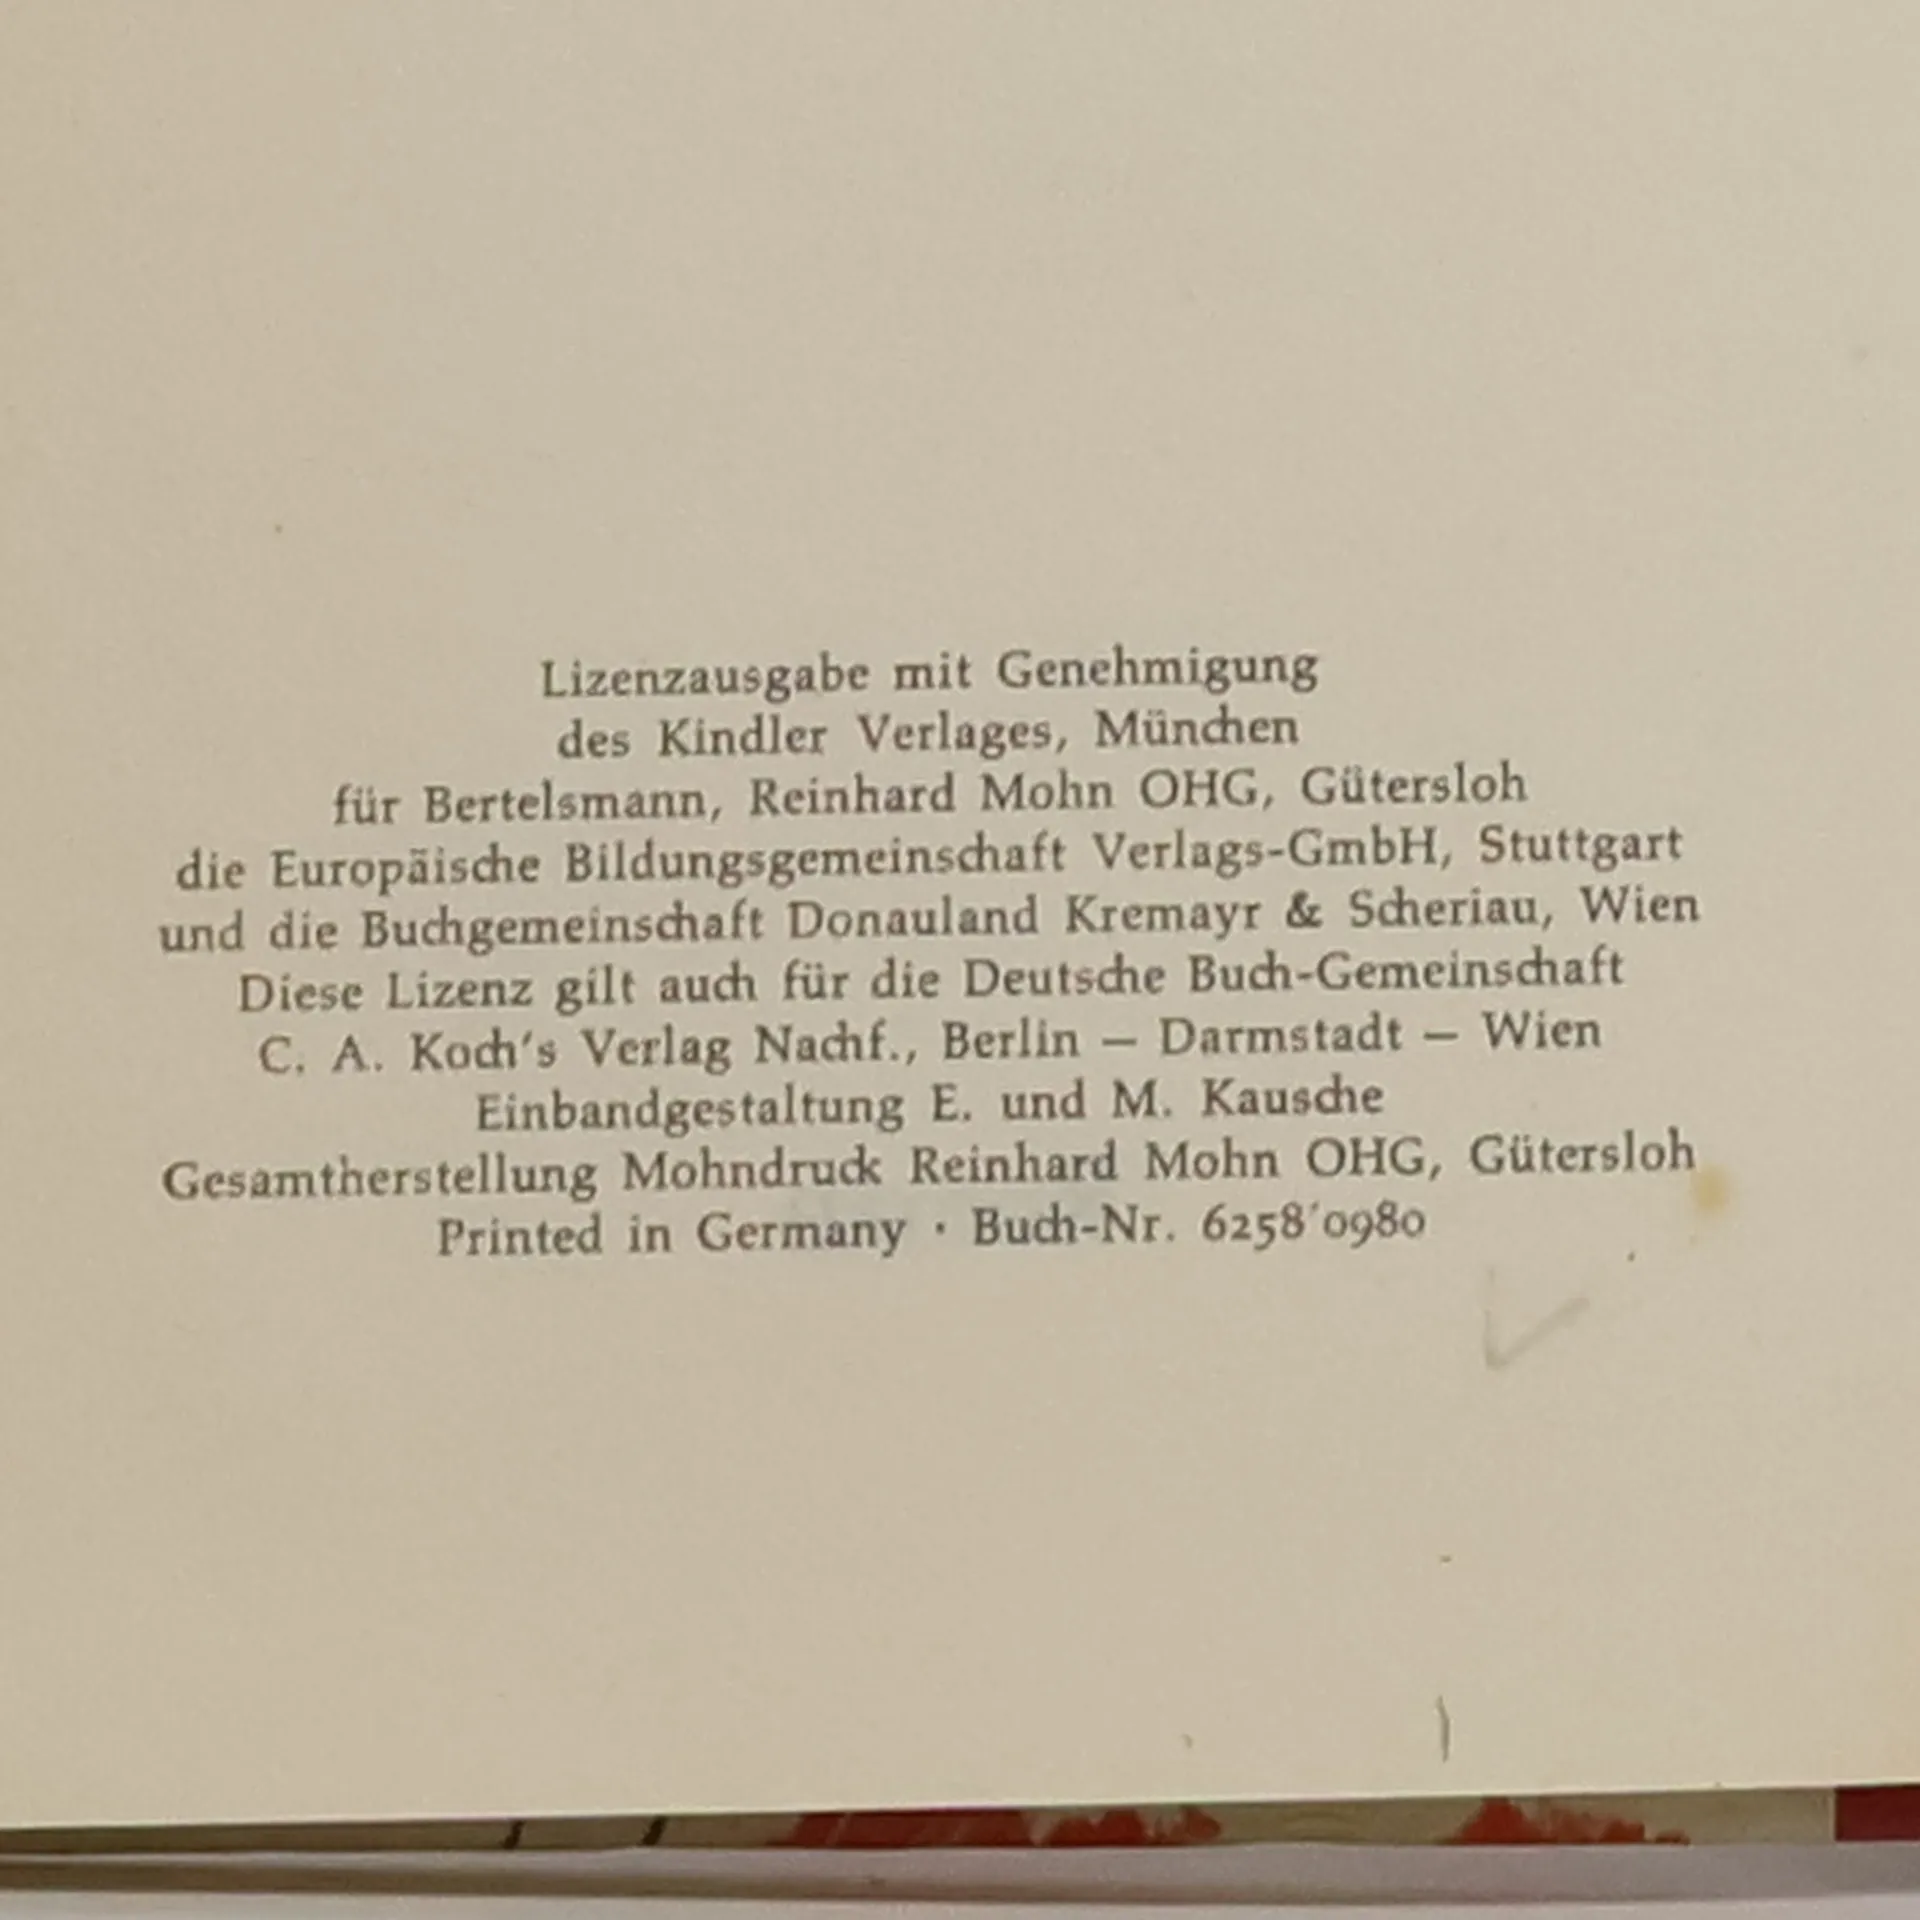 Lizenzausgabe mit Genehmigung
des Kindler Verlages, München
für Bertelsmann, Reinhard Mohn OHG, Gütersloh
die Europäische Bildungsgemeinschaft Verlags-GmbH, Stuttgart
und die Buchgemeinschaft Donauland Kremayr & Scheriau, Wien
Diese Lizenz gilt auch für die Deutsche Buch-Gemeinschaft
C. A. Koch's Verlag Nachf., Berlin – Darmstadt – Wien
Einbandgestaltung E. und M. Kausche
Gesamtherstellung Mohndruck Reinhard Mohn OHG, Gütersloh
Printed in Germany · Buch-Nr. 6258'0980